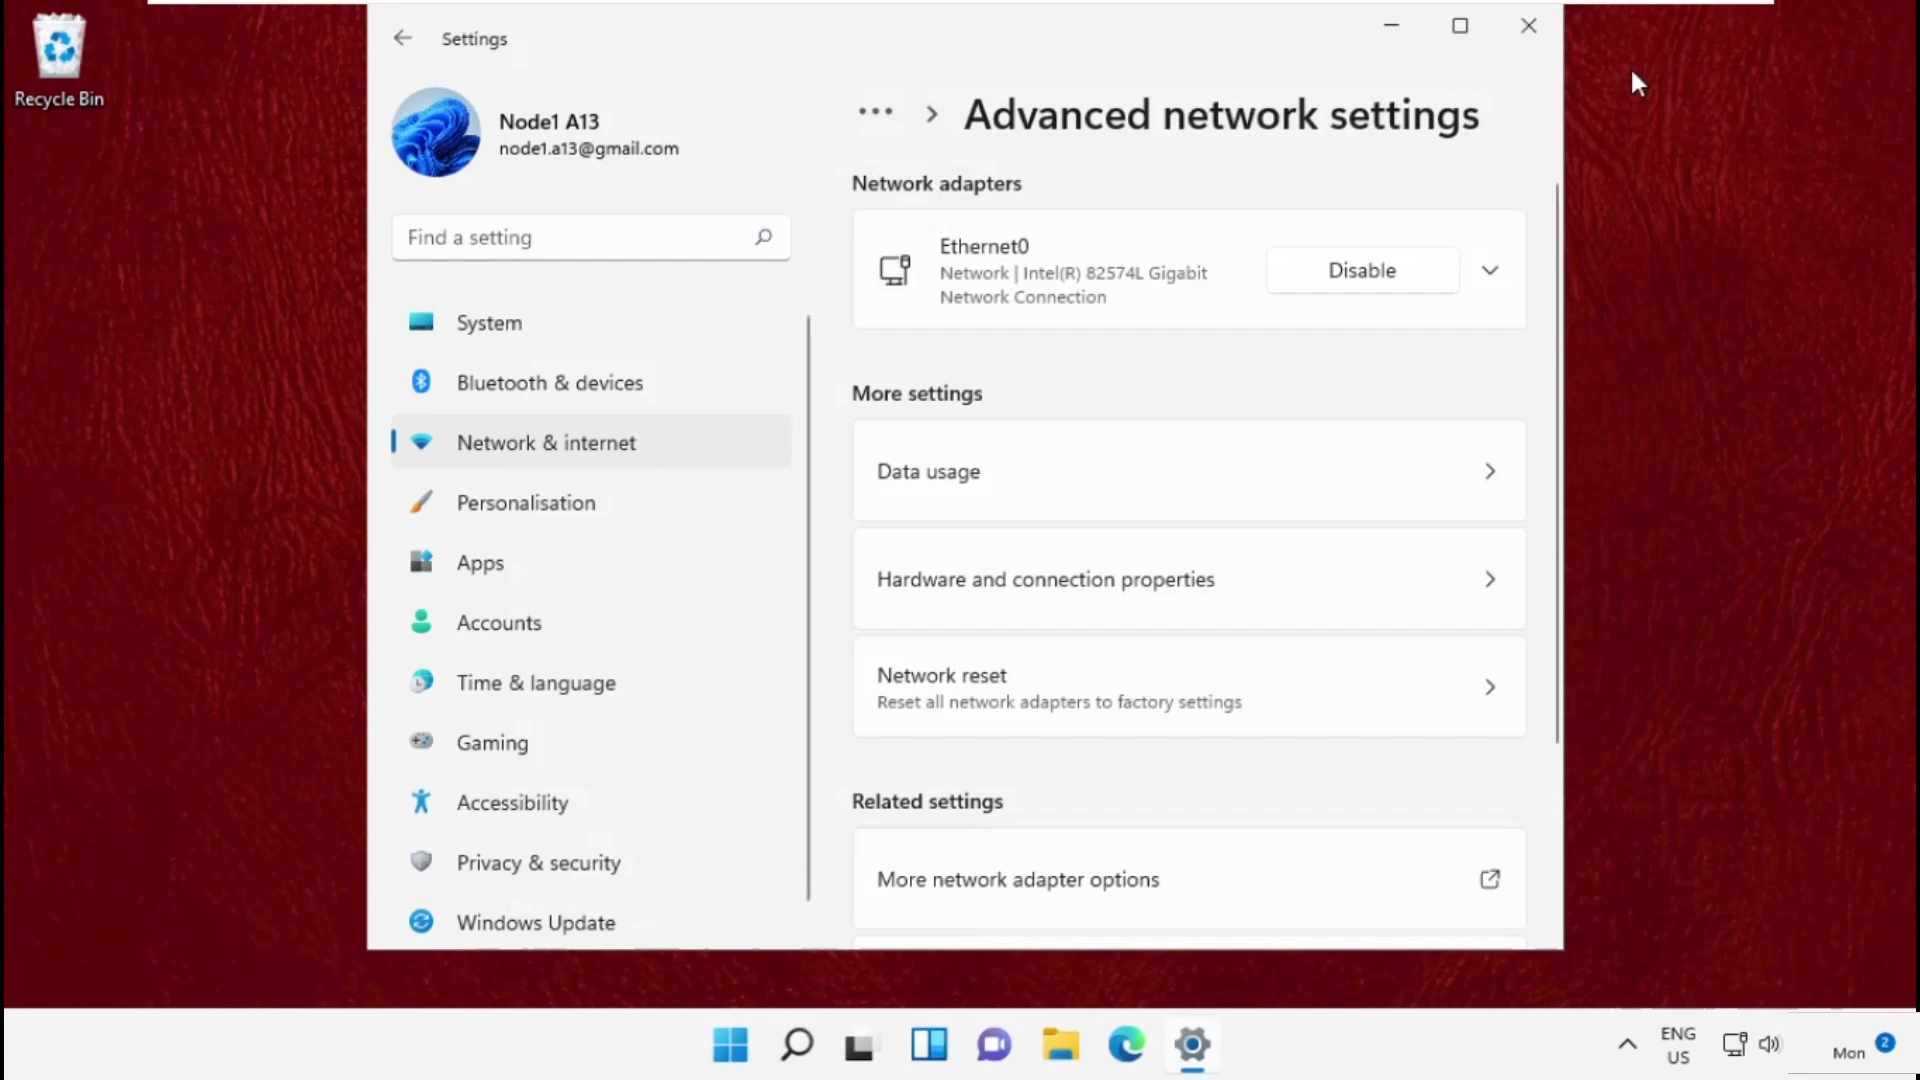 Recycle Bin
Settings
Node1 A13
node1.a13@gmail.com
Find a setting
System
Bluetooth & devices
Network & internet
Personalisation
Apps
Accounts
Time & language
Gaming
Accessibility
Privacy & security
Windows Update
... > Advanced network settings
Network adapters
Ethernet0
Network | Intel(R) 82574L Gigabit
Network Connection
Disable
More settings
Data usage
Hardware and connection properties
Network reset
Reset all network adapters to factory settings
Related settings
More network adapter options
ENG
US
Mon
2